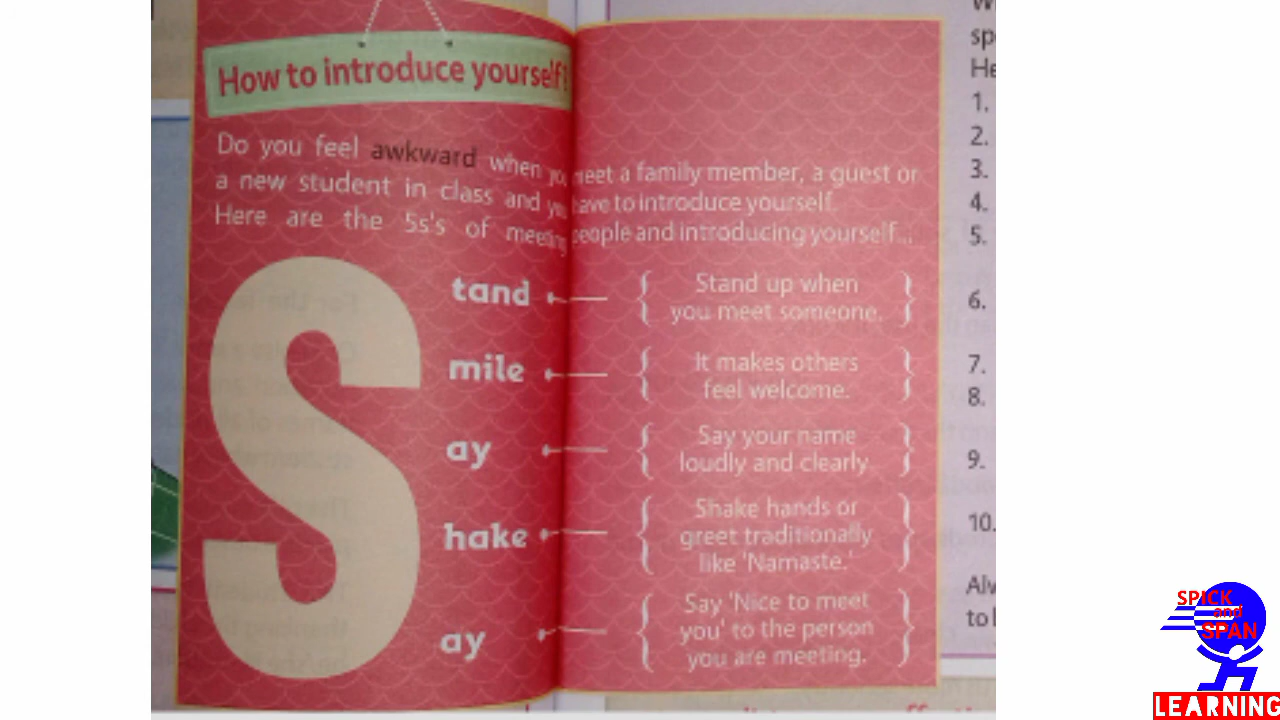 How to introduce yourself?
Do you feel awkward when you meet a family member, a guest or
a new student in class and you have to introduce yourself.
Here are the 5s's of meeting people and introducing yourself...
S
tand { Stand up when
you meet someone. }
mile { It makes others
feel welcome. }
ay { Say your name
loudly and clearly. }
hake { Shake hands or
greet traditionally
like 'Namaste.' }
ay { Say 'Nice to meet
you' to the person
you are meeting. }
He
1.
2.
3.
4.
5.
6.
7.
8.
9.
10.
SPICK
and
SPAN
LEARNING